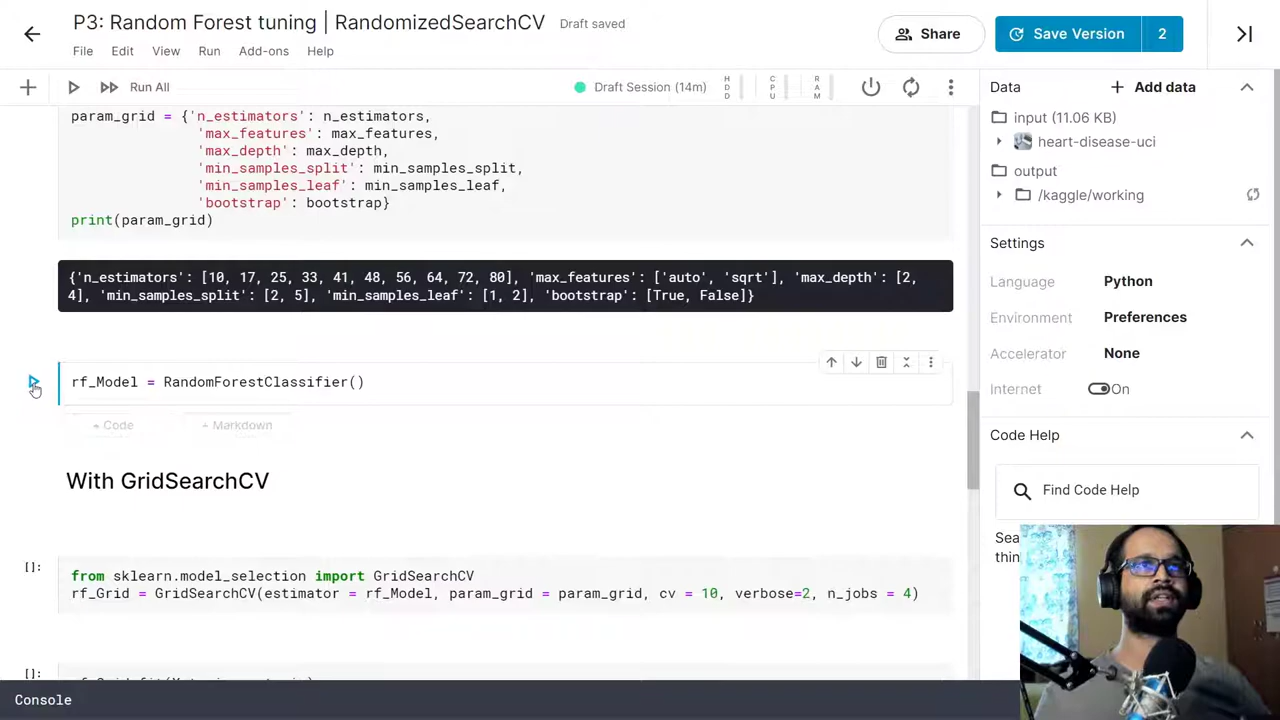 P3: Random Forest tuning | RandomizedSearchCV
Draft saved
File Edit View Run Add-ons Help
Share
Save Version
2
Run All
Draft Session (14m)
HDD
CPU
RAM
param_grid = {'n_estimators': n_estimators,
'max_features': max_features,
'max_depth': max_depth,
'min_samples_split': min_samples_split,
'min_samples_leaf': min_samples_leaf,
'bootstrap': bootstrap}
print(param_grid)
{'n_estimators': [10, 17, 25, 33, 41, 48, 56, 64, 72, 80], 'max_features': ['auto', 'sqrt'], 'max_depth': [2,
4], 'min_samples_split': [2, 5], 'min_samples_leaf': [1, 2], 'bootstrap': [True, False]}
rf_Model = RandomForestClassifier()
+ Code
+ Markdown
With GridSearchCV
[]:
from sklearn.model_selection import GridSearchCV
rf_Grid = GridSearchCV(estimator = rf_Model, param_grid = param_grid, cv = 10, verbose=2, n_jobs = 4)
[]:
Console
Data
+ Add data
input (11.06 KB)
heart-disease-uci
output
/kaggle/working
Settings
Language Python
Environment Preferences
Accelerator None
Internet On
Code Help
Find Code Help